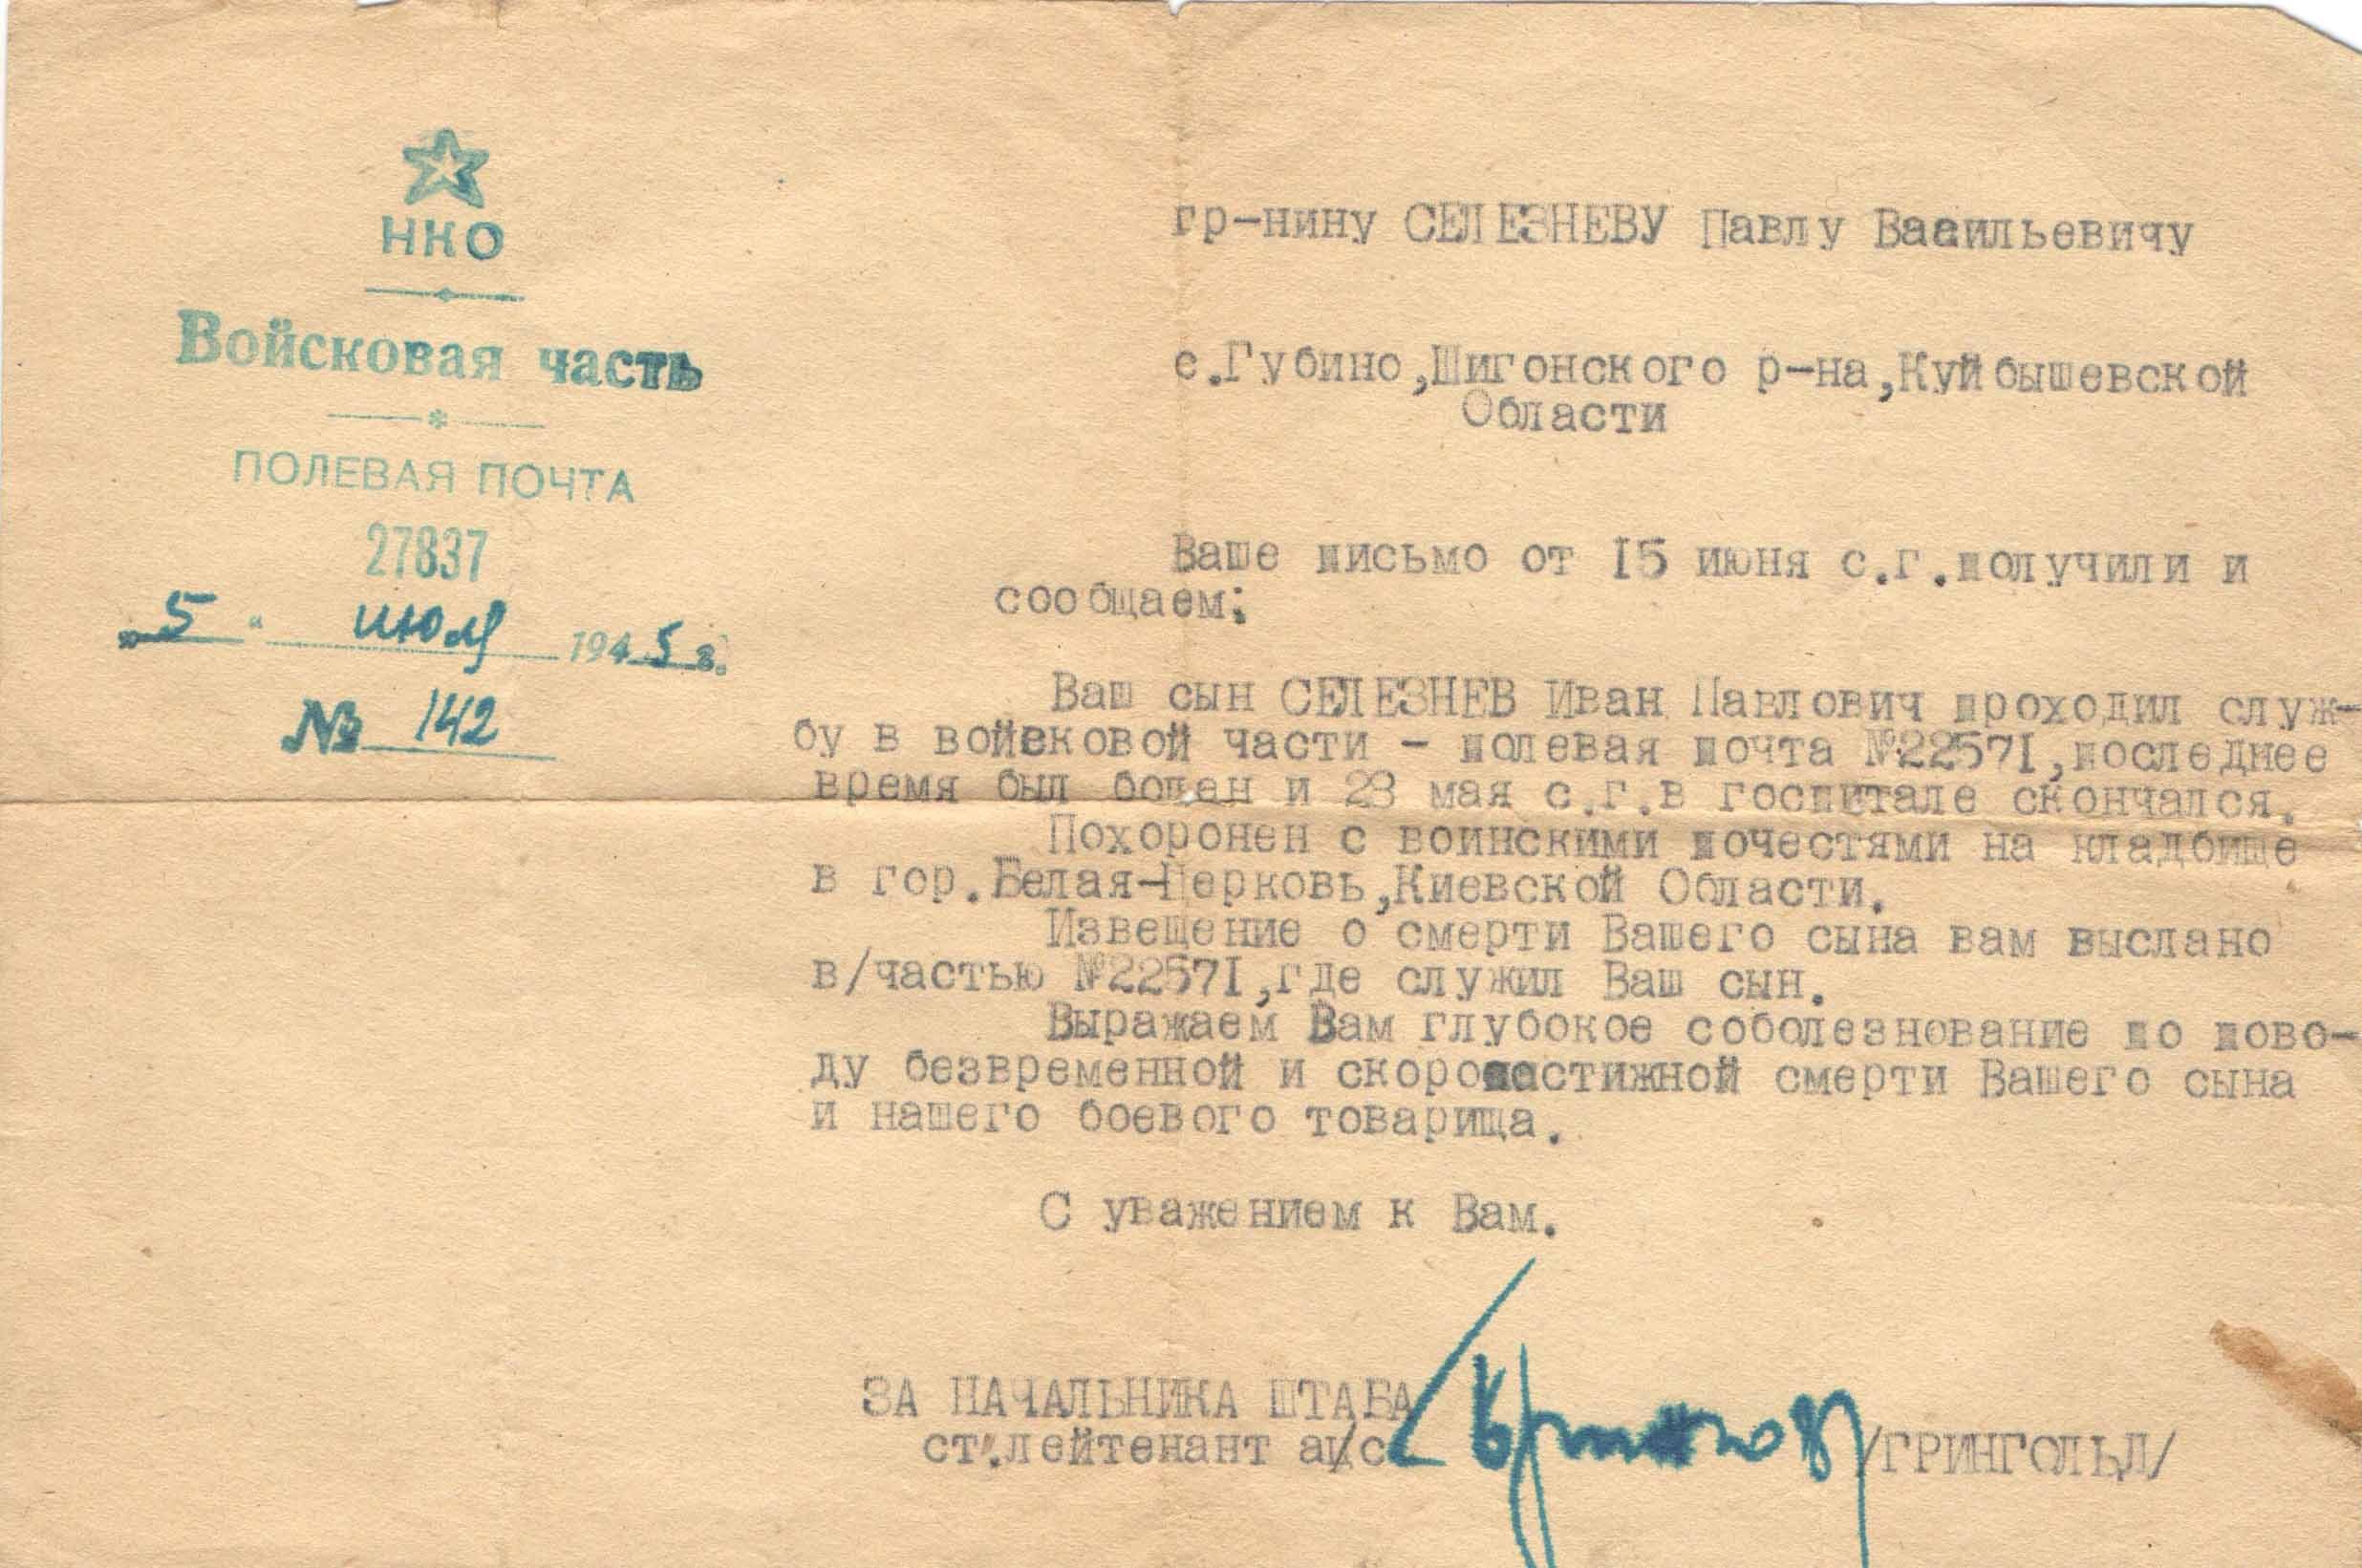 НКО
Войсковая часть
ПОЛЕВАЯ ПОЧТА
27837
„5" июля 1945 г.
№ 142
гр-нину СЕЛЕЗНЕВУ Павлу Васильевичу
с.Губино,Шигонского р-на,Куйбышевской
Области
Ваше письмо от I5 июня с.г.получили и
сообщаем:
Ваш сын СЕЛЕЗНЕВ Иван Павлович проходил служ-
бу в войсковой части - полевая почта №2257I,последнее
время был болен и 28 мая с.г.в госпитале скончался.
Похоронен с воинскими почестями на кладбище
в гор.Белая-Церковь,Киевской Области.
Извещение о смерти Вашего сына вам выслано
в/частью №2257I,где служил Ваш сын.
Выражаем Вам глубокое соболезнование по пово-
ду безвременной и скоропостижной смерти Вашего сына
и нашего боевого товарища.
С уважением к Вам.
ЗА НАЧАЛЬНИКА ШТАБА
ст.лейтенант а/с
/ГРИНГОЛЬД/